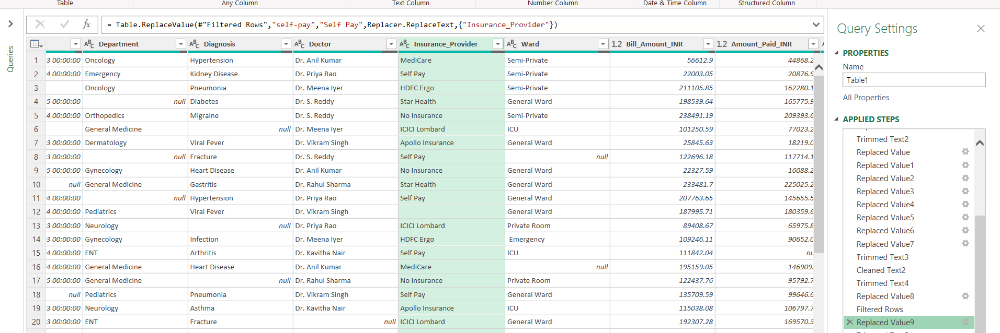 Table Any Column Text Column Number Column Date & Time Column Structured Column
fx = Table.ReplaceValue(#"Filtered Rows","self-pay","Self Pay",Replacer.ReplaceText,{"Insurance_Provider"})
Queries
ABC Department ABC Diagnosis ABC Doctor ABC Insurance_Provider ABC Ward 1.2 Bill_Amount_INR 1.2 Amount_Paid_INR
1 3 00:00:00 Oncology Hypertension Dr. Anil Kumar MediCare Semi-Private 56612.9 44868.2
2 4 00:00:00 Emergency Kidney Disease Dr. Priya Rao Self Pay Semi-Private 22003.05 20876.9
3 Oncology Pneumonia Dr. Meena Iyer HDFC Ergo Semi-Private 211105.85 162280.1
4 5 00:00:00 null Diabetes Dr. S. Reddy Star Health General Ward 198539.64 165775.9
5 4 00:00:00 Orthopedics Migraine Dr. S. Reddy No Insurance Semi-Private 238491.19 209393.6
6 General Medicine null Dr. Meena Iyer ICICI Lombard ICU 101250.59 77023.2
7 3 00:00:00 Dermatology Viral Fever Dr. Vikram Singh Apollo Insurance General Ward 25845.63 18219.0
8 3 00:00:00 null Fracture Dr. S. Reddy Self Pay null 122696.18 117714.1
9 5 00:00:00 Gynecology Heart Disease Dr. Anil Kumar No Insurance General Ward 22327.59 16088.2
10 null General Medicine Gastritis Dr. Rahul Sharma Star Health General Ward 233481.7 225025.2
11 4 00:00:00 null Hypertension Dr. Priya Rao Self Pay General Ward 207763.65 145655.5
12 4 00:00:00 Pediatrics Viral Fever Dr. Vikram Singh General Ward 187995.71 180359.6
13 3 00:00:00 Neurology null Dr. Priya Rao ICICI Lombard Private Room 89408.67 65975.8
14 3 00:00:00 Gynecology Infection Dr. Meena Iyer HDFC Ergo Emergency 109246.11 90652.0
15 4 00:00:00 ENT Arthritis Dr. Kavitha Nair Self Pay ICU 111842.04 nu
16 4 00:00:00 General Medicine Heart Disease Dr. Anil Kumar MediCare null 195159.05 146909.
17 5 00:00:00 General Medicine null Dr. Rahul Sharma No Insurance Private Room 122437.76 95792.7
18 null Pediatrics Pneumonia Dr. Vikram Singh Self Pay General Ward 135709.59 99646.6
19 3 00:00:00 Neurology Asthma Dr. Kavitha Nair Apollo Insurance ICU 115038.08 106797.7
20 3 00:00:00 ENT Fracture null ICICI Lombard General Ward 192307.28 169570.3
Query Settings
PROPERTIES
Name
Table1
All Properties
APPLIED STEPS
Trimmed Text2
Replaced Value
Replaced Value1
Replaced Value2
Replaced Value3
Replaced Value4
Replaced Value5
Replaced Value6
Replaced Value7
Trimmed Text3
Cleaned Text2
Trimmed Text4
Replaced Value8
Filtered Rows
Replaced Value9